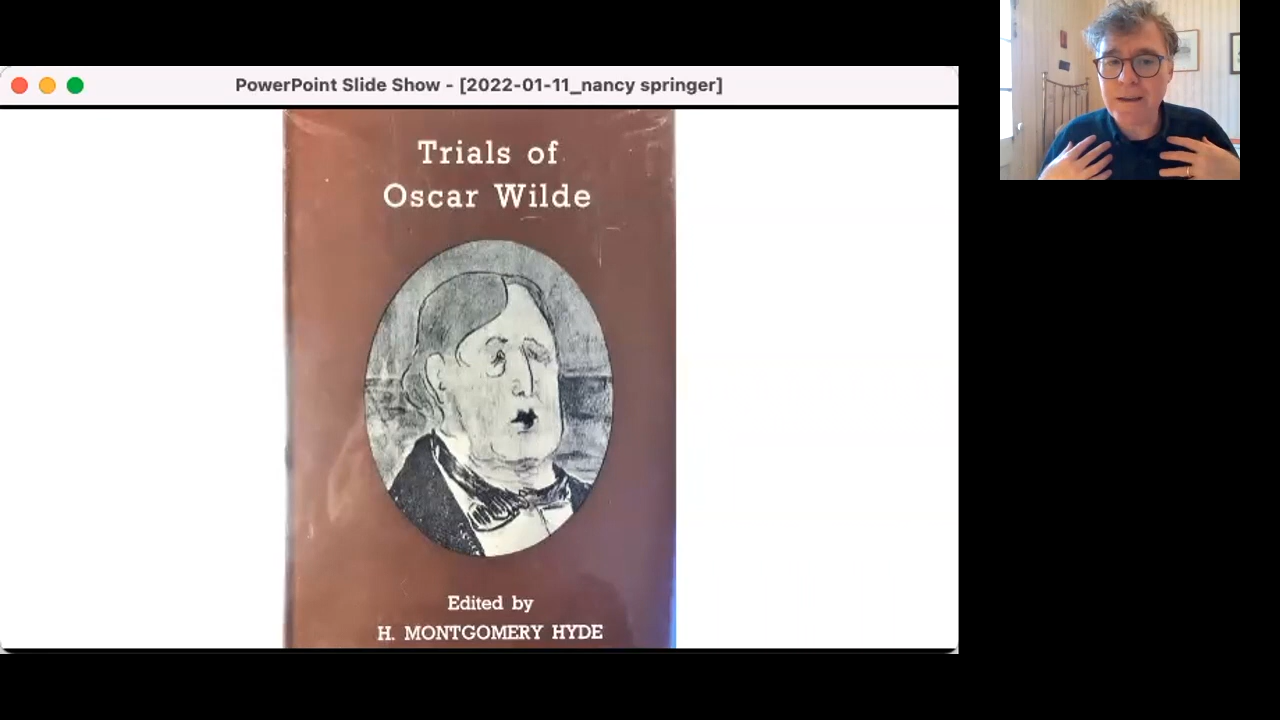 PowerPoint Slide Show - [2022-01-11_nancy springer]
Trials of
Oscar Wilde
Edited by
H. MONTGOMERY HYDE